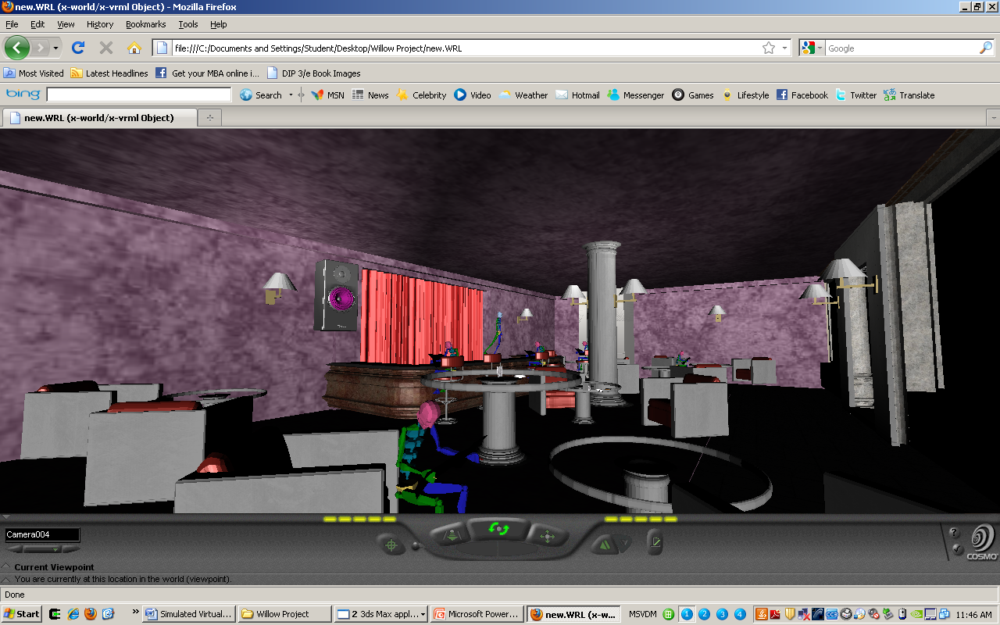 new.WRL (x-world/x-vrml Object) - Mozilla Firefox
File Edit View History Bookmarks Tools Help
file:///C:/Documents and Settings/Student/Desktop/Willow Project/new.WRL
Google
Most Visited Latest Headlines Get your MBA online i... DIP 3/e Book Images
bing Search MSN News Celebrity Video Weather Hotmail Messenger Games Lifestyle Facebook Twitter Translate
new.WRL (x-world/x-vrml Object)
Camera004
COSMO
Current Viewpoint
You are currently at this location in the world (viewpoint).
Done
Start Simulated Virtual... Willow Project 2 3ds Max appl... Microsoft Power... new.WRL (x-w... MSVDM 1 2 3 4 11:46 AM